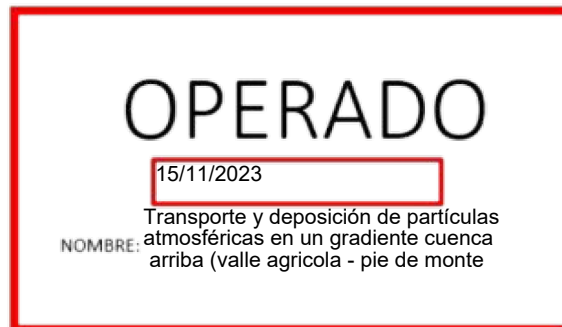 OPERADO
15/11/2023
Transporte y deposición de partículas
NOMBRE: atmosféricas en un gradiente cuenca
arriba (valle agricola - pie de monte